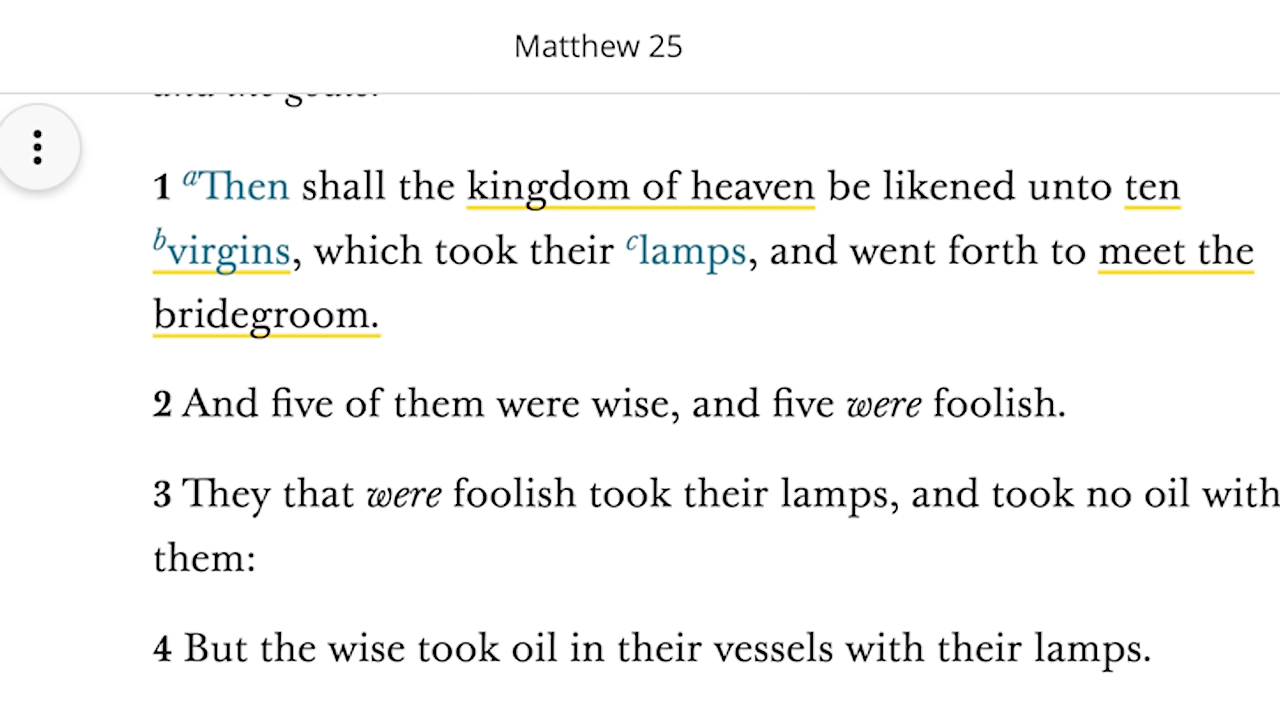 Matthew 25
1 aThen shall the kingdom of heaven be likened unto ten
bvirgins, which took their clamps, and went forth to meet the
bridegroom.
2 And five of them were wise, and five were foolish.
3 They that were foolish took their lamps, and took no oil with
them:
4 But the wise took oil in their vessels with their lamps.